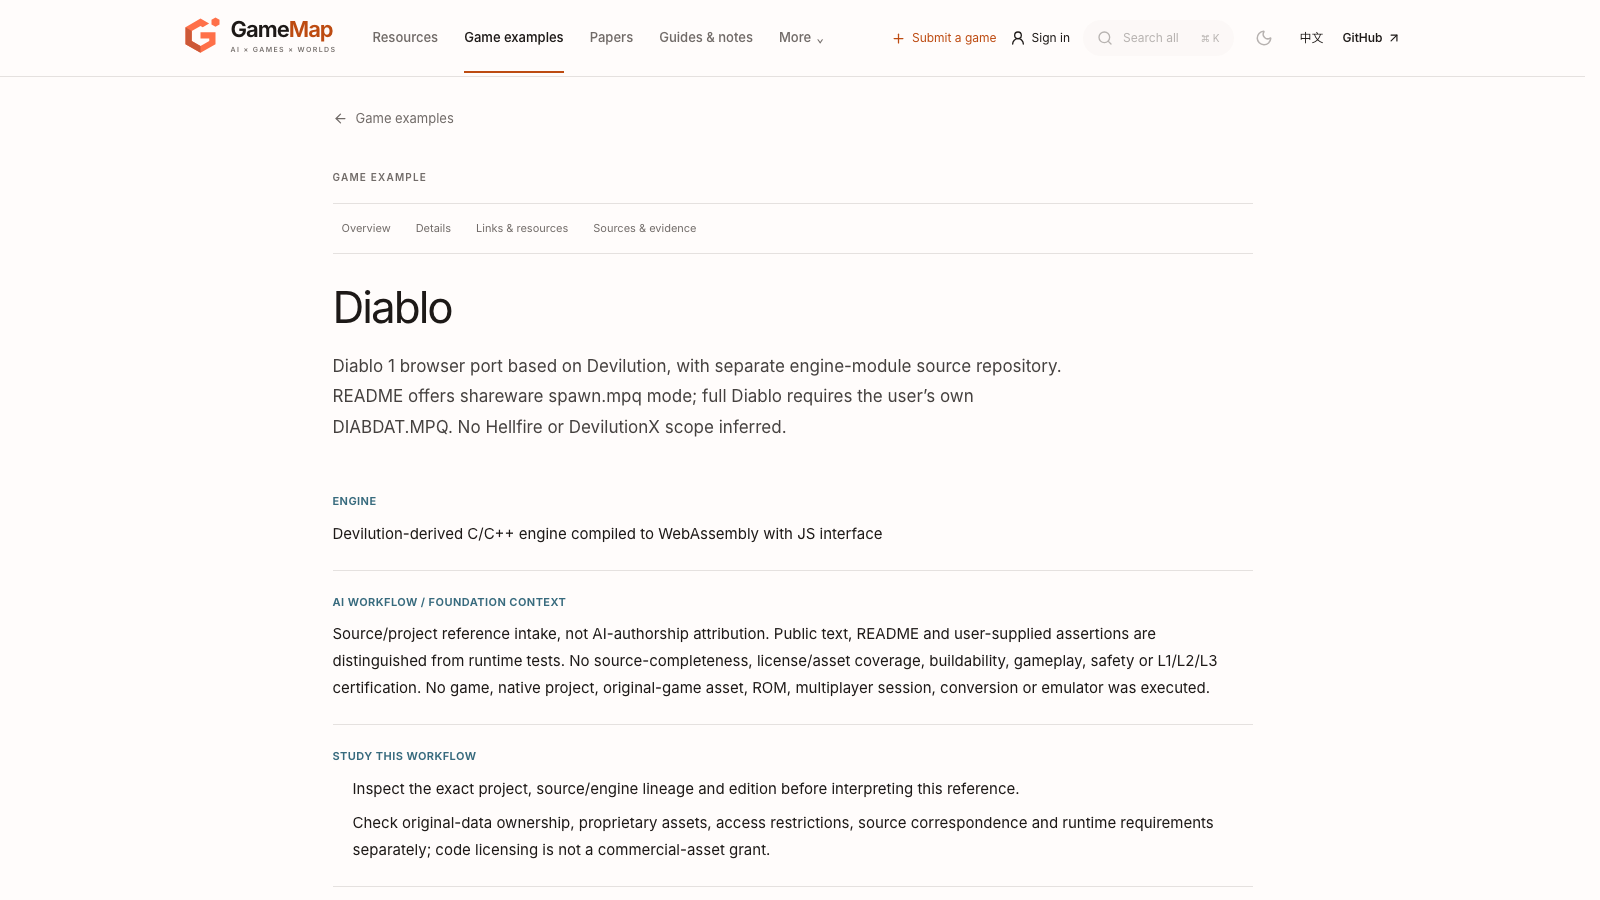 GameMap
AI × GAMES × WORLDS
Resources
Game examples
Papers
Guides & notes
More
Submit a game
Sign in
Search all
⌘ K
中文
GitHub
Game examples
GAME EXAMPLE
Overview
Details
Links & resources
Sources & evidence
Diablo
Diablo 1 browser port based on Devilution, with separate engine-module source repository.
README offers shareware spawn.mpq mode; full Diablo requires the user’s own
DIABDAT.MPQ. No Hellfire or DevilutionX scope inferred.
ENGINE
Devilution-derived C/C++ engine compiled to WebAssembly with JS interface
AI WORKFLOW / FOUNDATION CONTEXT
Source/project reference intake, not AI-authorship attribution. Public text, README and user-supplied assertions are
distinguished from runtime tests. No source-completeness, license/asset coverage, buildability, gameplay, safety or L1/L2/L3
certification. No game, native project, original-game asset, ROM, multiplayer session, conversion or emulator was executed.
STUDY THIS WORKFLOW
Inspect the exact project, source/engine lineage and edition before interpreting this reference.
Check original-data ownership, proprietary assets, access restrictions, source correspondence and runtime requirements
separately; code licensing is not a commercial-asset grant.